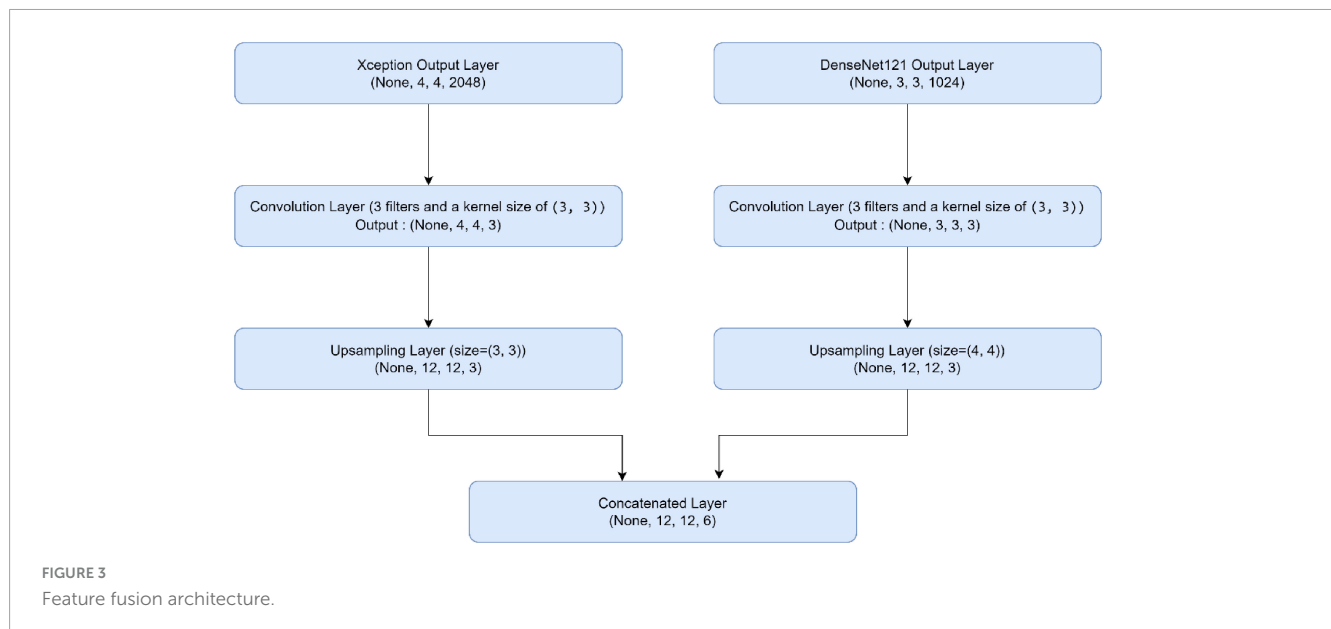 Xception Output Layer
(None, 4, 4, 2048)
DenseNet121 Output Layer
(None, 3, 3, 1024)
Convolution Layer (3 filters and a kernel size of (3, 3))
Output : (None, 4, 4, 3)
Convolution Layer (3 filters and a kernel size of (3, 3))
Output : (None, 3, 3, 3)
Upsampling Layer (size=(3, 3))
(None, 12, 12, 3)
Upsampling Layer (size=(4, 4))
(None, 12, 12, 3)
Concatenated Layer
(None, 12, 12, 6)
FIGURE 3
Feature fusion architecture.